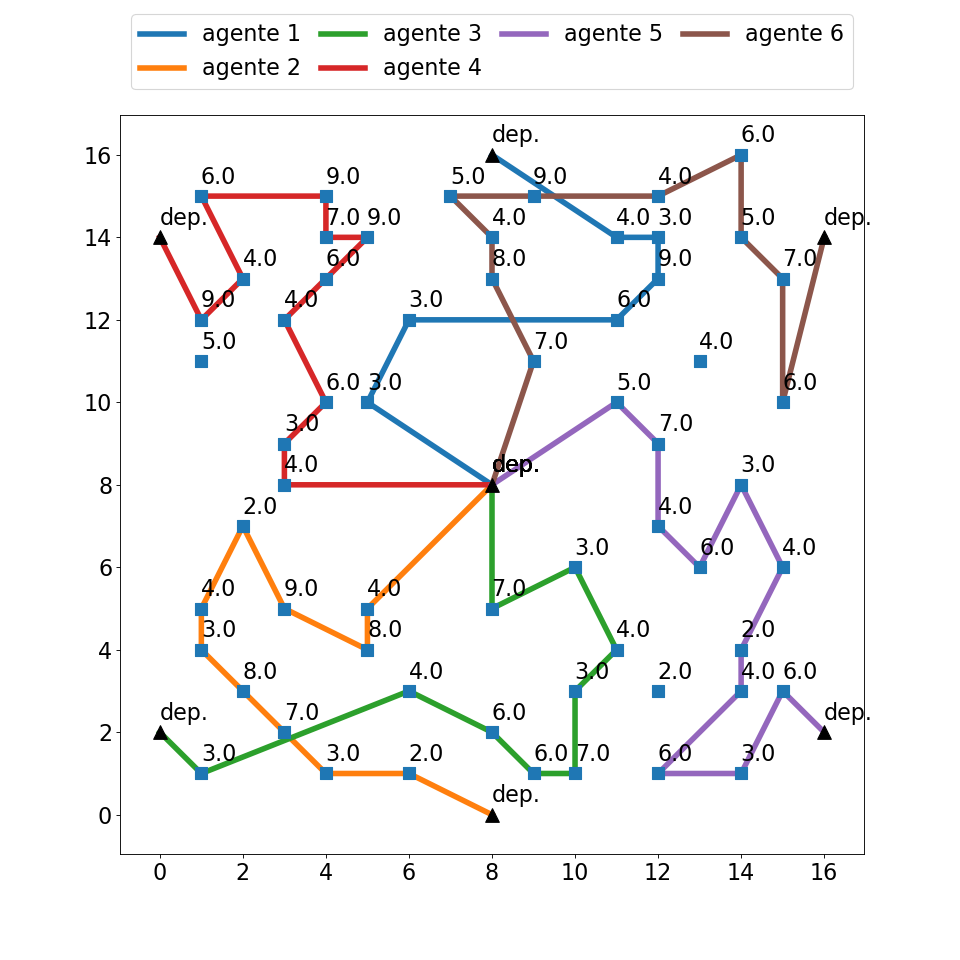 agente 1 agente 3 agente 5 agente 6
agente 2 agente 4
dep. 6.0
16
6.0 9.0 5.0 9.0 4.0
dep. 7.0 9.0 4.0 4.0 3.0 5.0 dep.
14
4.0 6.0 8.0 9.0 7.0
9.0 4.0 3.0 6.0
12
5.0 7.0 4.0
6.0 3.0 5.0 6.0
10
3.0 7.0
4.0 dep. dep. 3.0
8
2.0 4.0
3.0 6.0 4.0
6
4.0 9.0 4.0 7.0
3.0 8.0 4.0 2.0
4
8.0 4.0 3.0 2.0 4.0 6.0
dep. 7.0 6.0 dep.
2
3.0 3.0 2.0 6.0 7.0 6.0 3.0
dep.
0
0 2 4 6 8 10 12 14 16